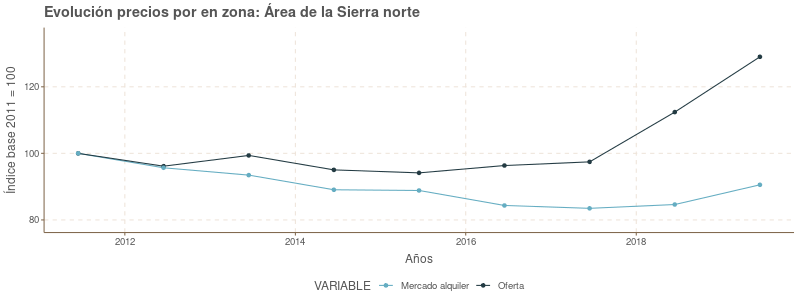 Evolución precios por en zona: Área de la Sierra norte
Índice base 2011 = 100
120
100
80
2012
2014
2016
2018
Años
VARIABLE
Mercado alquiler
Oferta